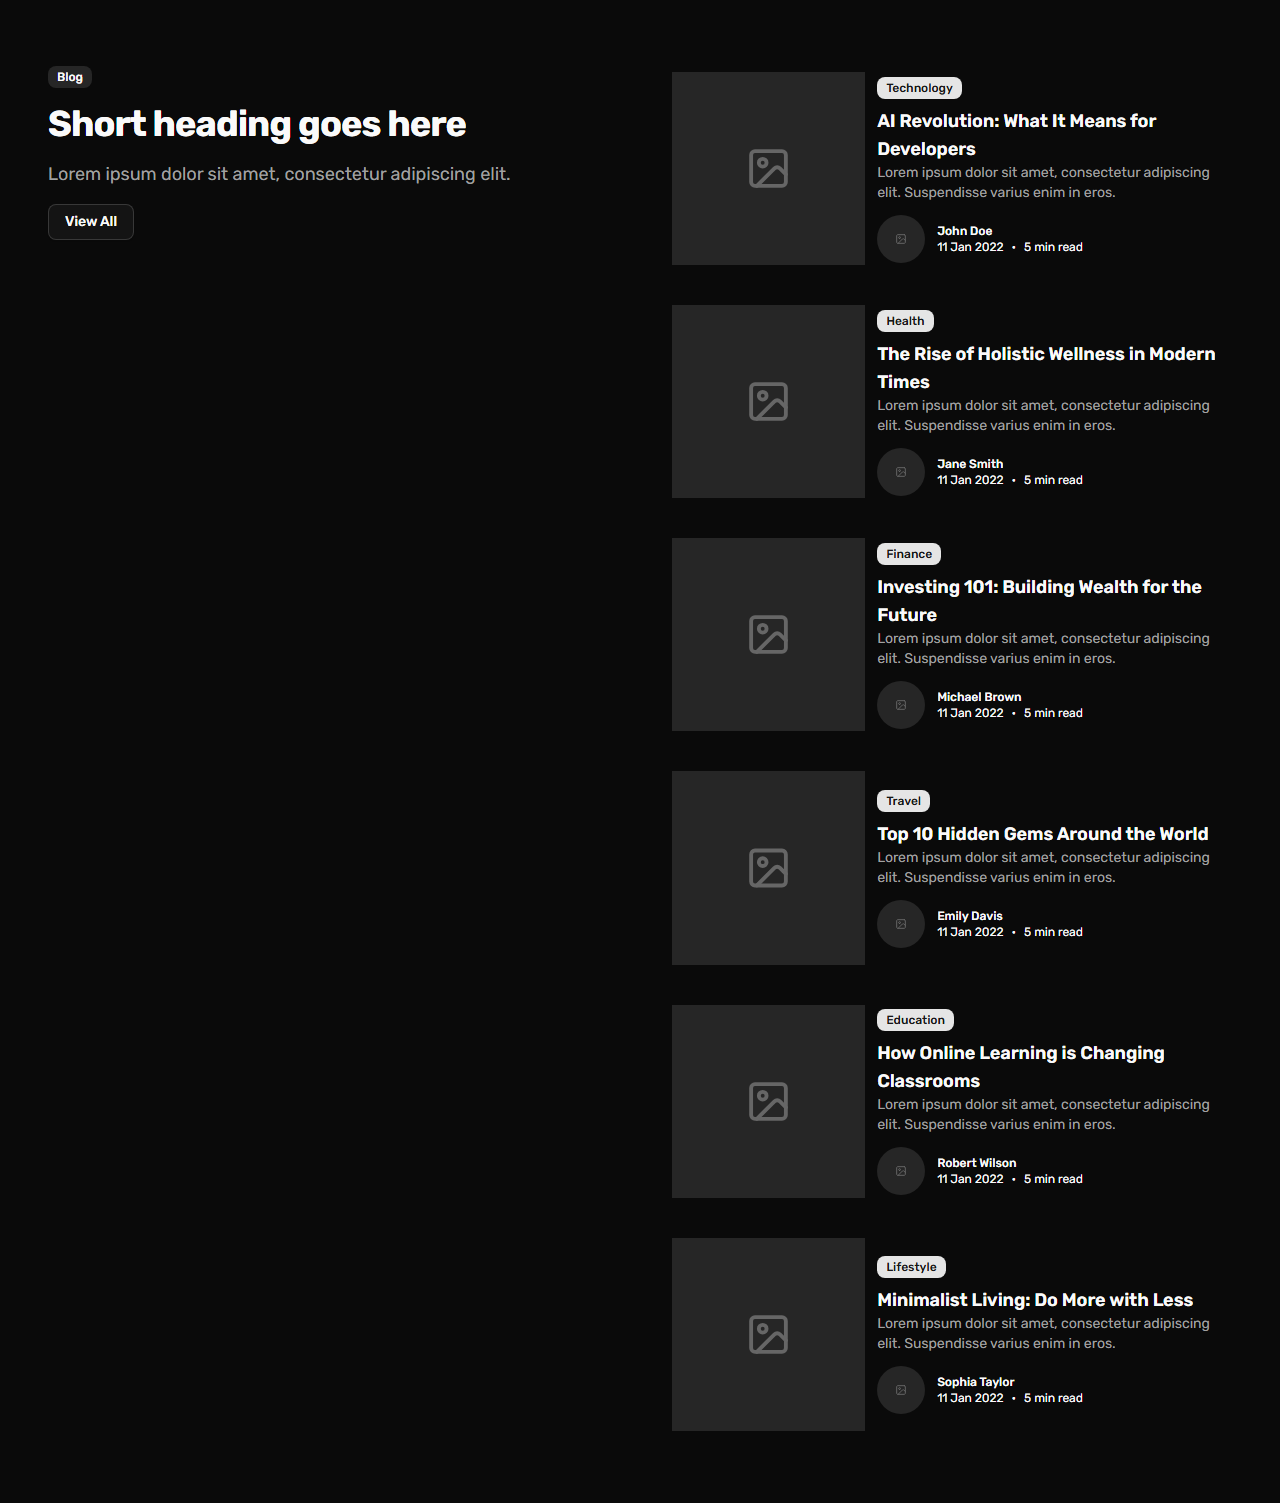 Blog
Short heading goes here
Lorem ipsum dolor sit amet, consectetur adipiscing elit.
View All
Technology
AI Revolution: What It Means for
Developers
Lorem ipsum dolor sit amet, consectetur adipiscing
elit. Suspendisse varius enim in eros.
John Doe
11 Jan 2022 • 5 min read
Health
The Rise of Holistic Wellness in Modern
Times
Lorem ipsum dolor sit amet, consectetur adipiscing
elit. Suspendisse varius enim in eros.
Jane Smith
11 Jan 2022 • 5 min read
Finance
Investing 101: Building Wealth for the
Future
Lorem ipsum dolor sit amet, consectetur adipiscing
elit. Suspendisse varius enim in eros.
Michael Brown
11 Jan 2022 • 5 min read
Travel
Top 10 Hidden Gems Around the World
Lorem ipsum dolor sit amet, consectetur adipiscing
elit. Suspendisse varius enim in eros.
Emily Davis
11 Jan 2022 • 5 min read
Education
How Online Learning is Changing
Classrooms
Lorem ipsum dolor sit amet, consectetur adipiscing
elit. Suspendisse varius enim in eros.
Robert Wilson
11 Jan 2022 • 5 min read
Lifestyle
Minimalist Living: Do More with Less
Lorem ipsum dolor sit amet, consectetur adipiscing
elit. Suspendisse varius enim in eros.
Sophia Taylor
11 Jan 2022 • 5 min read